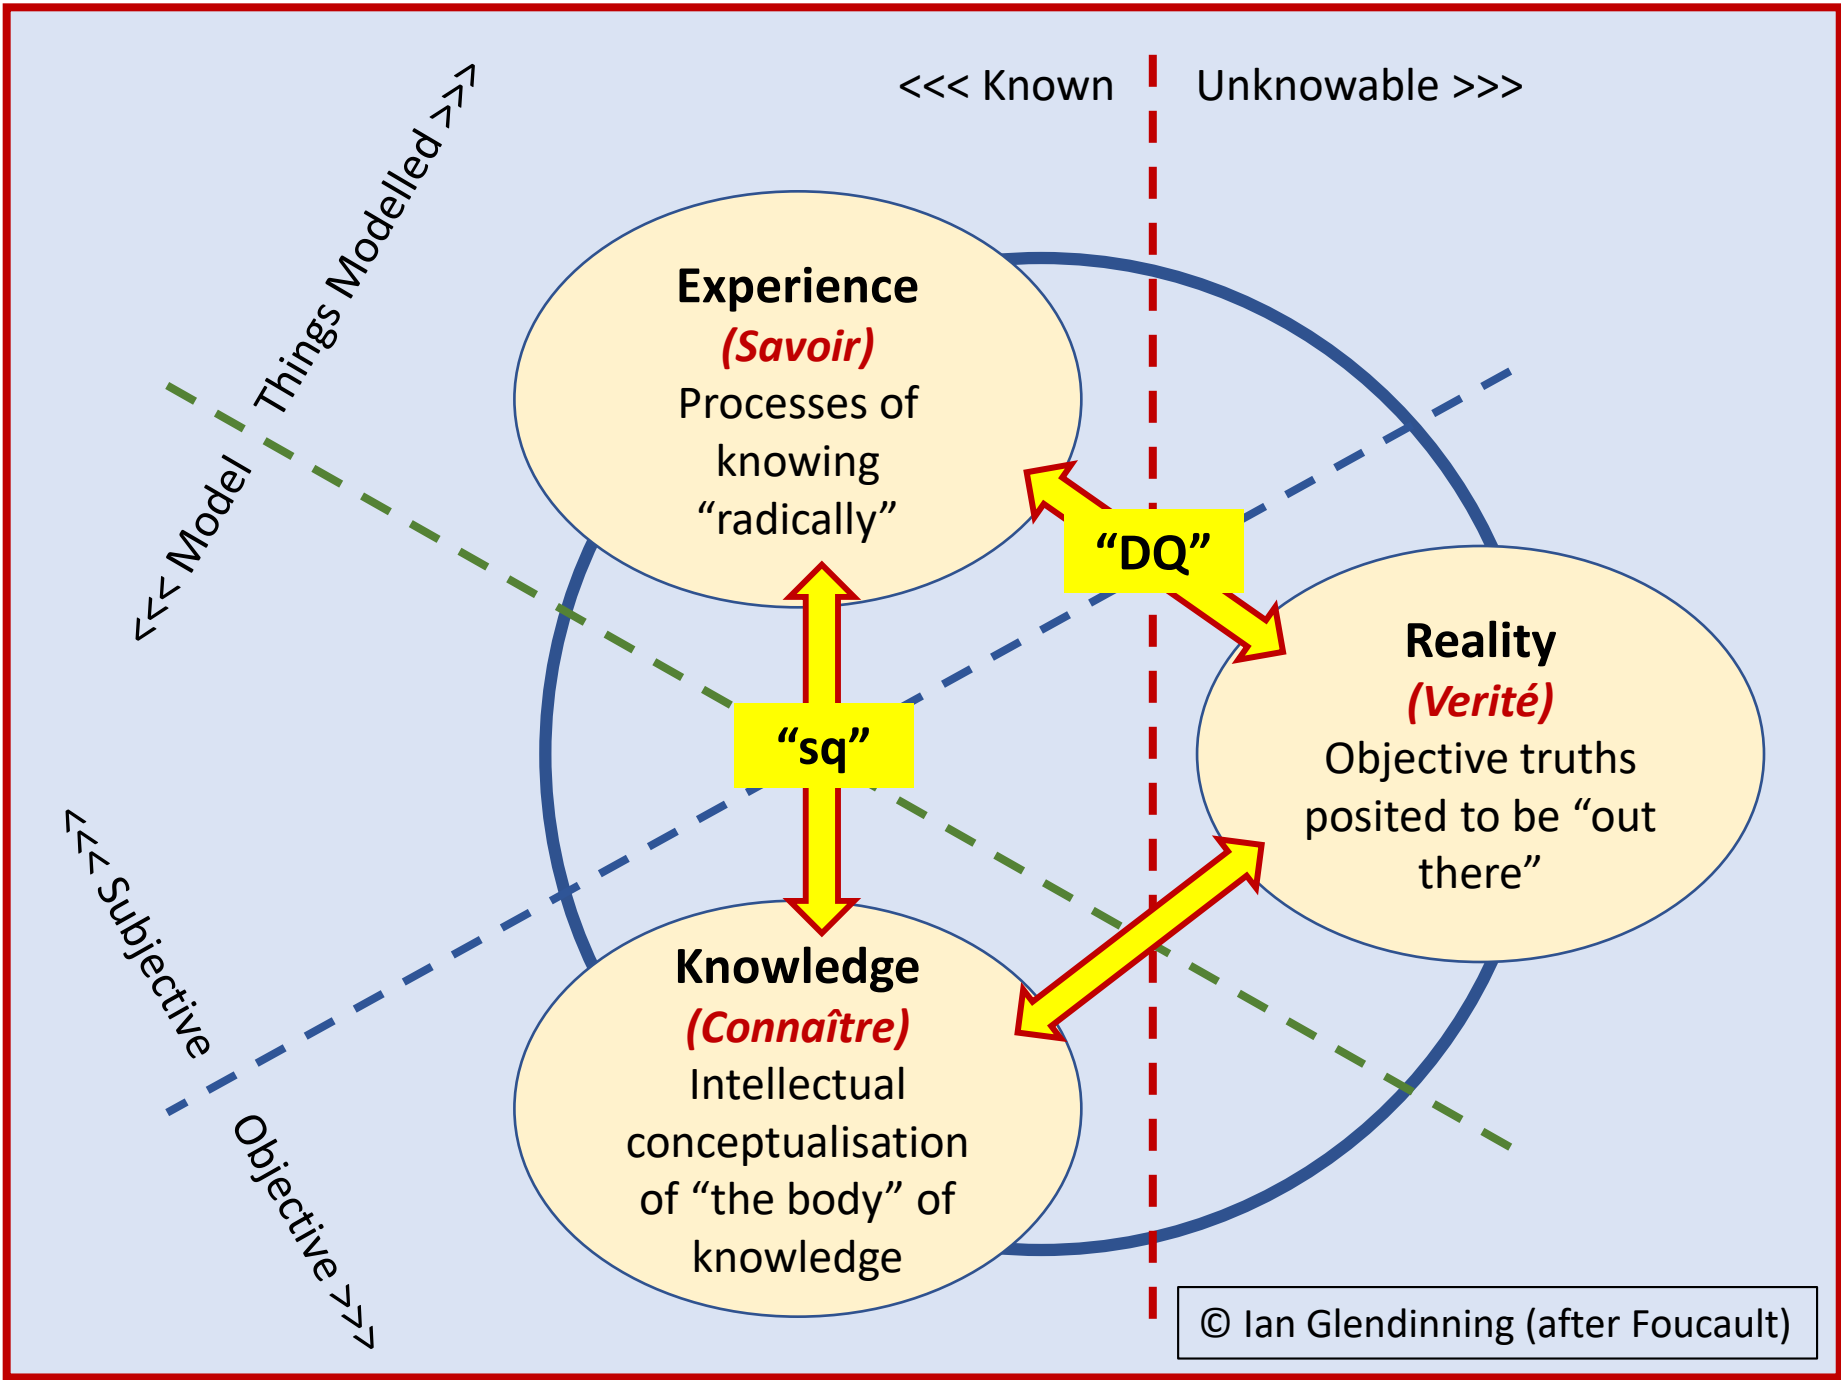 <<< Known
Unknowable >>>
<<< Model
Things Modelled >>>
Experience
(Savoir)
Processes of
knowing
“radically”
“DQ”
Reality
(Verité)
Objective truths
posited to be “out
there”
“sq”
<<< Subjective
Objective >>>
Knowledge
(Connaître)
Intellectual
conceptualisation
of “the body” of
knowledge
© Ian Glendinning (after Foucault)